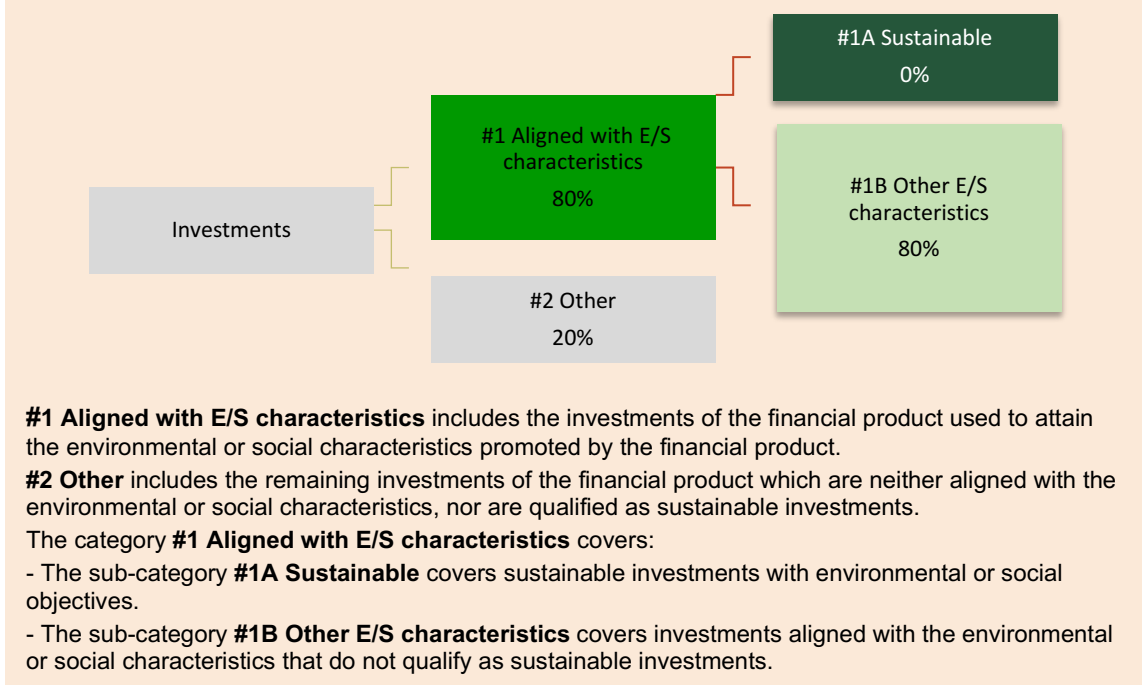 #1A Sustainable
0%
#1 Aligned with E/S
characteristics
80%
#1B Other E/S
characteristics
80%
Investments
#2 Other
20%
#1 Aligned with E/S characteristics includes the investments of the financial product used to attain
the environmental or social characteristics promoted by the financial product.
#2 Other includes the remaining investments of the financial product which are neither aligned with the
environmental or social characteristics, nor are qualified as sustainable investments.
The category #1 Aligned with E/S characteristics covers:
- The sub-category #1A Sustainable covers sustainable investments with environmental or social
objectives.
- The sub-category #1B Other E/S characteristics covers investments aligned with the environmental
or social characteristics that do not qualify as sustainable investments.